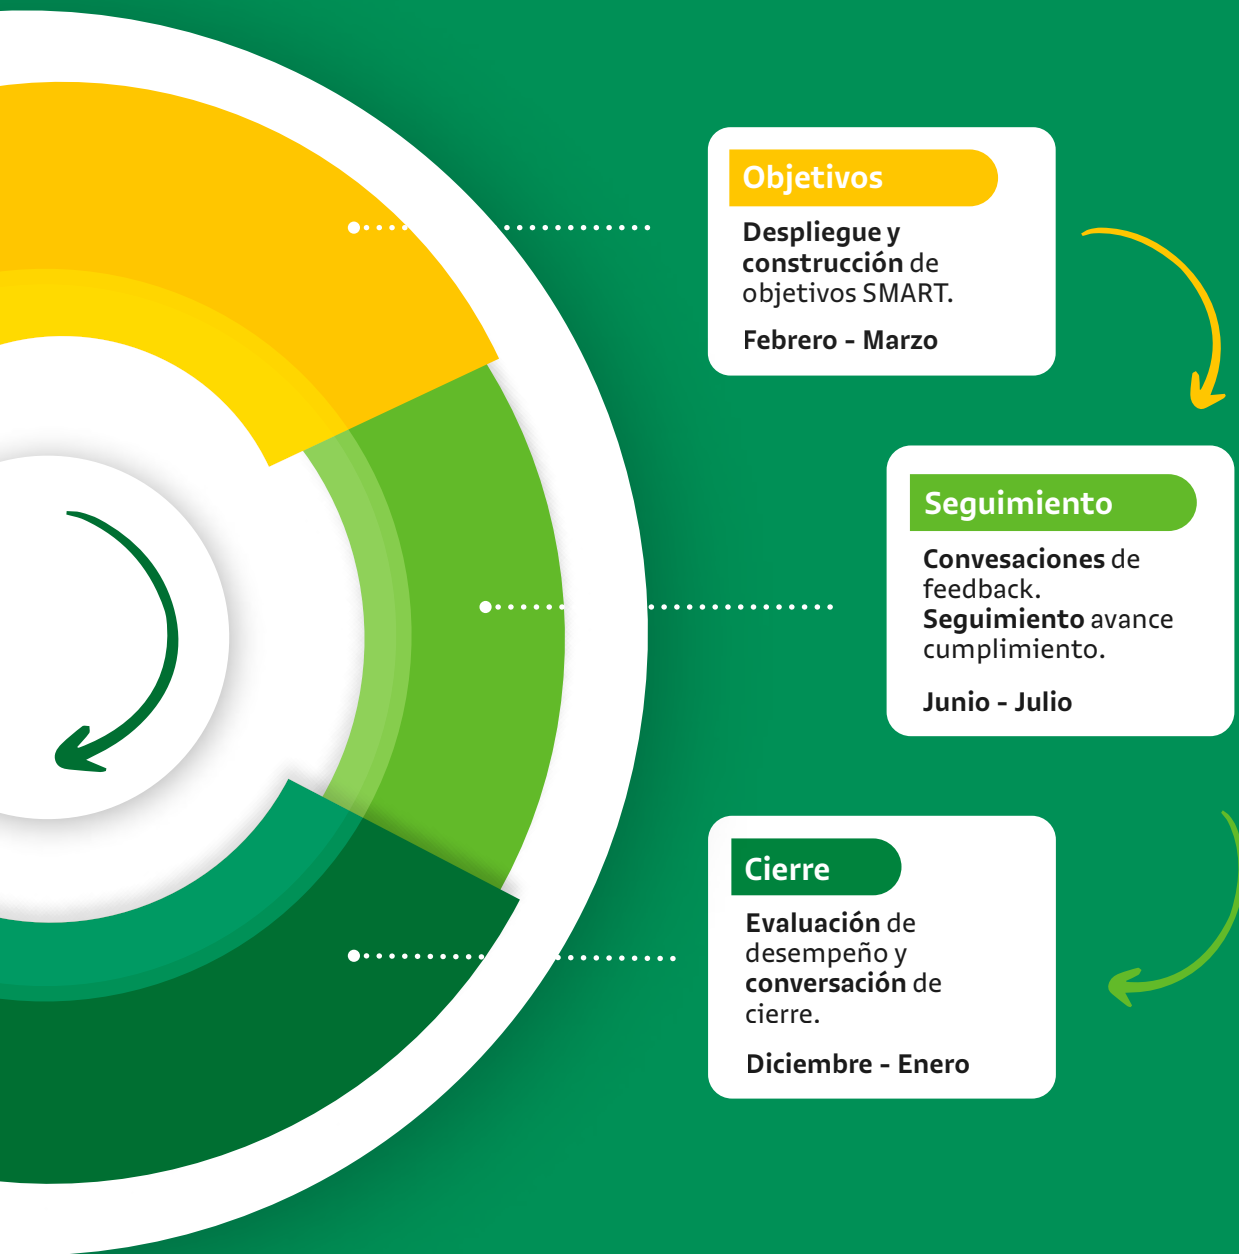 Objetivos
Despliegue y
construcción de
objetivos SMART.
Febrero - Marzo
Seguimiento
Convesaciones de
feedback.
Seguimiento avance
cumplimiento.
Junio - Julio
Cierre
Evaluación de
desempeño y
conversación de
cierre.
Diciembre - Enero